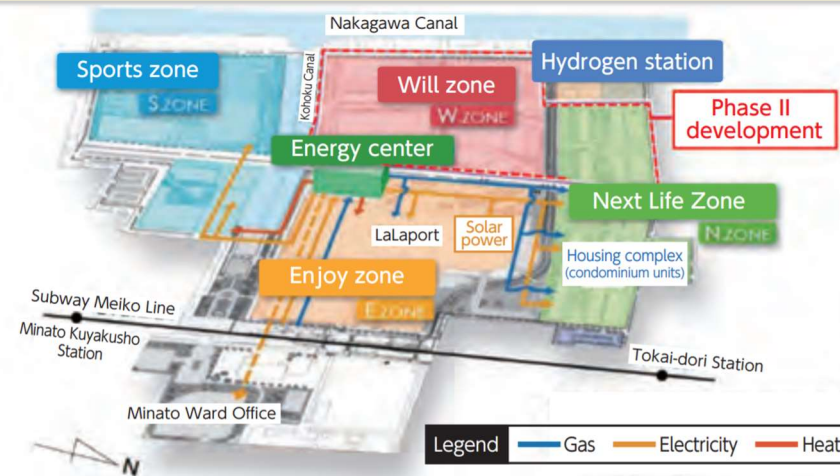 Nakagawa Canal
Sports zone
S.ZONE
Kohoku Canal
Will zone
W.ZONE
Hydrogen station
Phase II
development
Energy center
Next Life Zone
N.ZONE
LaLaport
Solar
power
Housing complex
(condominium units)
Enjoy zone
E.ZONE
Subway Meiko Line
Minato Kuyakusho
Station
Tokai-dori Station
Minato Ward Office
N
Legend
Gas
Electricity
Heat